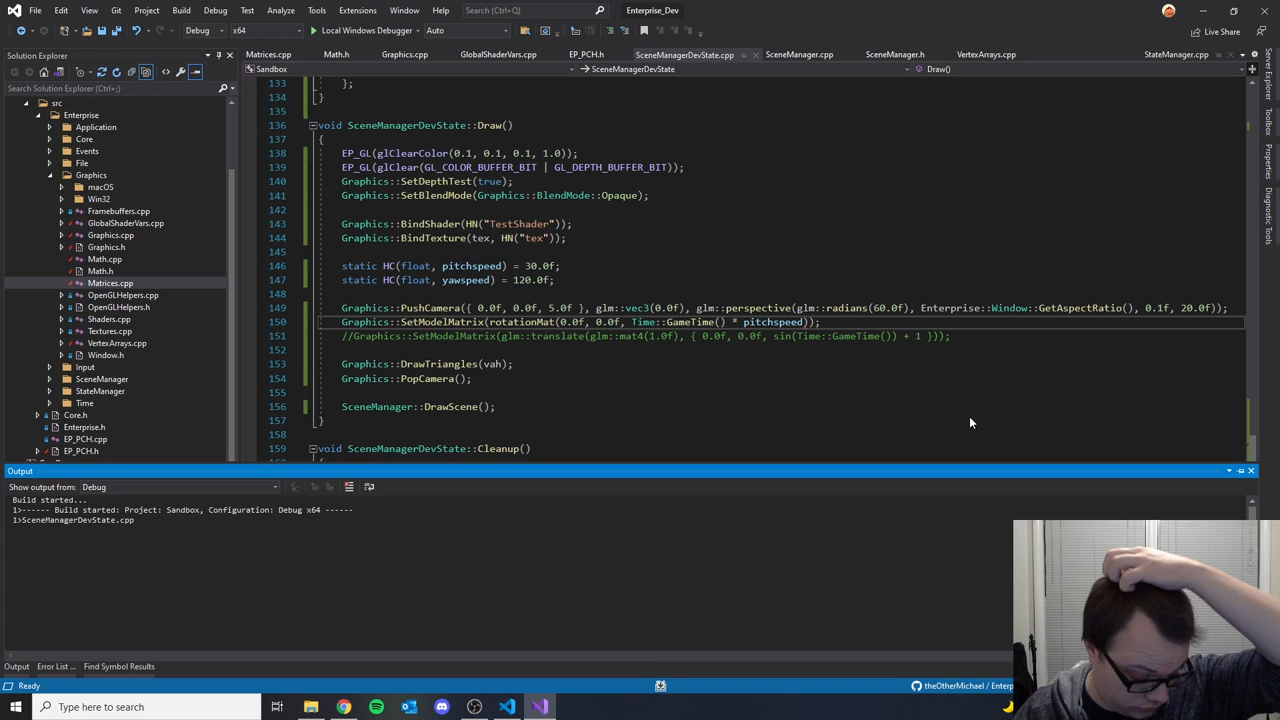 File Edit View Git Project Build Debug Test Analyze Tools Extensions Window Help Search (Ctrl+;) Enterprise_Dev
Debug x64 Local Windows Debugger Auto Live Share
Solution Explorer
Search Solution Explorer (Ctrl+;)
src
Enterprise
Application
Core
Events
File
Graphics
macOS
Win32
Framebuffers.cpp
GlobalShaderVars.cpp
Graphics.cpp
Graphics.h
Math.cpp
Math.h
Matrices.cpp
OpenGLHelpers.cpp
OpenGLHelpers.h
Shaders.cpp
Textures.cpp
VertexArrays.cpp
Window.h
Input
SceneManager
StateManager
Time
Core.h
Enterprise.h
EP_PCH.cpp
EP_PCH.h
Matrices.cpp Math.h Graphics.cpp GlobalShaderVars.cpp EP_PCH.h SceneManagerDevState.cpp SceneManager.cpp SceneManager.h VertexArrays.cpp StateManager.cpp
Sandbox SceneManagerDevState Draw()
133 };
134 }
135
136 void SceneManagerDevState::Draw()
137 {
138 EP_GL(glClearColor(0.1, 0.1, 0.1, 1.0));
139 EP_GL(glClear(GL_COLOR_BUFFER_BIT | GL_DEPTH_BUFFER_BIT));
140 Graphics::SetDepthTest(true);
141 Graphics::SetBlendMode(Graphics::BlendMode::Opaque);
142
143 Graphics::BindShader(HN("TestShader"));
144 Graphics::BindTexture(tex, HN("tex"));
145
146 static HC(float, pitchspeed) = 30.0f;
147 static HC(float, yawspeed) = 120.0f;
148
149 Graphics::PushCamera({ 0.0f, 0.0f, 5.0f }, glm::vec3(0.0f), glm::perspective(glm::radians(60.0f), Enterprise::Window::GetAspectRatio(), 0.1f, 20.0f));
150 Graphics::SetModelMatrix(rotationMat(0.0f, 0.0f, Time::GameTime() * pitchspeed));
151 //Graphics::SetModelMatrix(glm::translate(glm::mat4(1.0f), { 0.0f, 0.0f, sin(Time::GameTime()) + 1 }));
152
153 Graphics::DrawTriangles(vah);
154 Graphics::PopCamera();
155
156 SceneManager::DrawScene();
157 }
158
159 void SceneManagerDevState::Cleanup()
Output
Show output from: Debug
Build started...
1>------ Build started: Project: Sandbox, Configuration: Debug x64 ------
1>SceneManagerDevState.cpp
Output Error List ... Find Symbol Results
Ready theOtherMichael / Enterp
Type here to search
Server Explorer
Toolbox
Diagnostic Tools